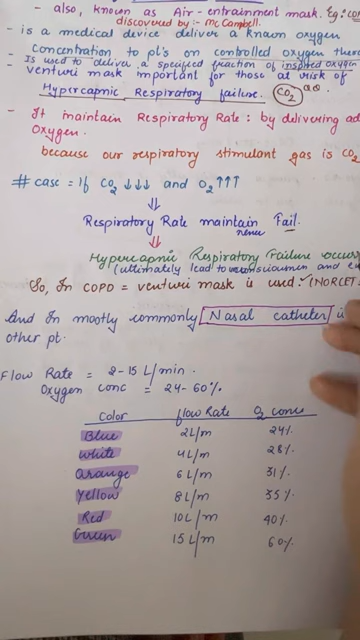 - also, known as Air-entrainment mask. Eg:
discovered by:- Mc Campbell.
- is a medical device deliver a known oxygen
Concentration to pt's on controlled oxygen
- Is used to deliver a specified fraction of inspired oxygen
- venturi mask important for those at risk of
Hypercapnic Respiratory failure. CO2
- It maintain Respiratory Rate: by delivering
Oxygen.
because our respiratory stimulant gas is CO
# case = If CO2 ↓↓↓ and O2 ↑↑↑
⇓
Respiratory Rate maintain Fail.
⇓
Hypercapnic Respiratory Failure occur
(ultimately lead to and
So, In COPD = venturi mask is used. (NORCET
And In mostly commonly Nasal catheter
other pt.
Flow Rate = 2-15 L/min.
Oxygen conc = 24-60%.
Color flow Rate O2 conc
Blue 2L/m 24%
White 4L/m 28%
Orange 6L/m 31%
Yellow 8L/m 35%
Red 10L/m 40%
Green 15L/m 60%